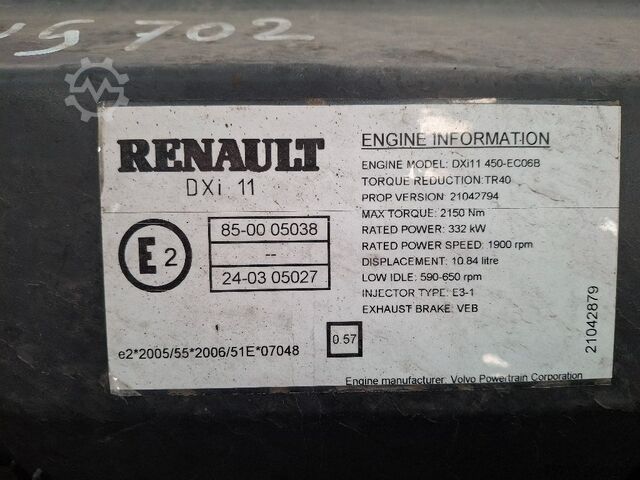 702
RENAULT
DXi 11
E 2
85-00 05038
--
24-03 05027
e2*2005/55*2006/51E*07048
0.57
ENGINE INFORMATION
ENGINE MODEL: DXi11 450-EC06B
TORQUE REDUCTION: TR40
PROP VERSION: 21042794
MAX TORQUE: 2150 Nm
RATED POWER: 332 kW
RATED POWER SPEED: 1900 rpm
DISPLACEMENT: 10.84 litre
LOW IDLE: 590-650 rpm
INJECTOR TYPE: E3-1
EXHAUST BRAKE: VEB
Engine manufacturer: Volvo Powertrain Corporation
21042879